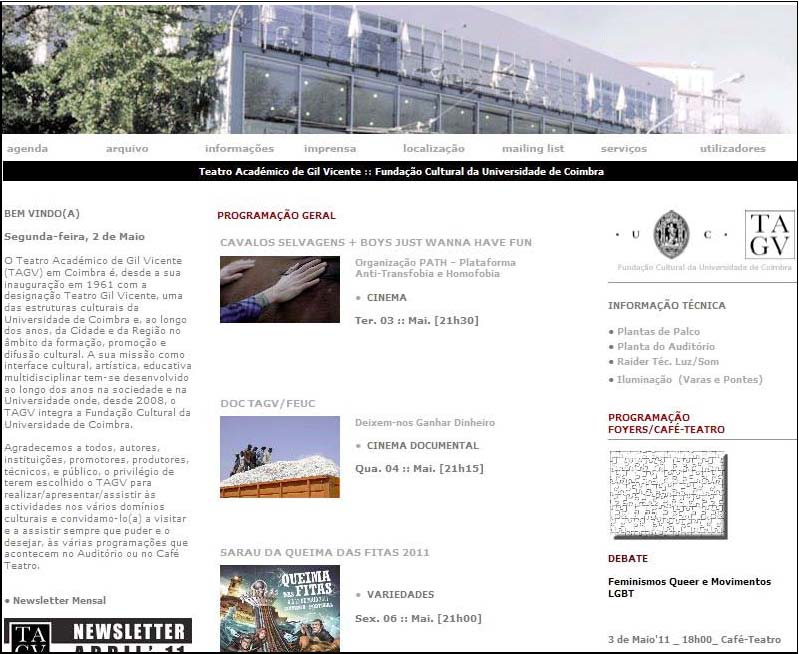 agenda arquivo informações imprensa localização mailing list serviços utilizadores
Teatro Académico de Gil Vicente :: Fundação Cultural da Universidade de Coimbra
BEM VINDO(A)
Segunda-feira, 2 de Maio
O Teatro Académico de Gil Vicente
(TAGV) em Coimbra é, desde a sua
inauguração em 1961 com a
designação Teatro Gil Vicente, uma
das estruturas culturais da
Universidade de Coimbra e, ao longo
dos anos, da Cidade e da Região no
âmbito da formação, promoção e
difusão cultural. A sua missão como
interface cultural, artística, educativa
multidisciplinar tem-se desenvolvido
ao longo dos anos na sociedade e na
Universidade onde, desde 2008, o
TAGV integra a Fundação Cultural da
Universidade de Coimbra.
Agradecemos a todos, autores,
instituições, promotores, produtores,
técnicos, e público, o privilégio de
terem escolhido o TAGV para
realizar/apresentar/assistir às
actividades nos vários domínios
culturais e convidamo-lo(a) a visitar
e a assistir sempre que puder e o
desejar, às várias programações que
acontecem no Auditório ou no Café
Teatro.
• Newsletter Mensal
TA
GV
NEWSLETTER
ABRIL' 11
PROGRAMAÇÃO GERAL
CAVALOS SELVAGENS + BOYS JUST WANNA HAVE FUN
Organização PATH – Plataforma
Anti-Transfobia e Homofobia
• CINEMA
Ter. 03 :: Mai. [21h30]
DOC TAGV/FEUC
Deixem-nos Ganhar Dinheiro
• CINEMA DOCUMENTAL
Qua. 04 :: Mai. [21h15]
SARAU DA QUEIMA DAS FITAS 2011
QUEIMA
DAS
FITAS
• VARIEDADES
Sex. 06 :: Mai. [21h00]
· U C ·
TA
GV
Fundação Cultural da Universidade de Coimbra
INFORMAÇÃO TÉCNICA
• Plantas de Palco
• Planta do Auditório
• Raider Téc. Luz/Som
• Iluminação (Varas e Pontes)
PROGRAMAÇÃO
FOYERS/CAFÉ-TEATRO
DEBATE
Feminismos Queer e Movimentos
LGBT
3 de Maio'11 _ 18h00_ Café-Teatro